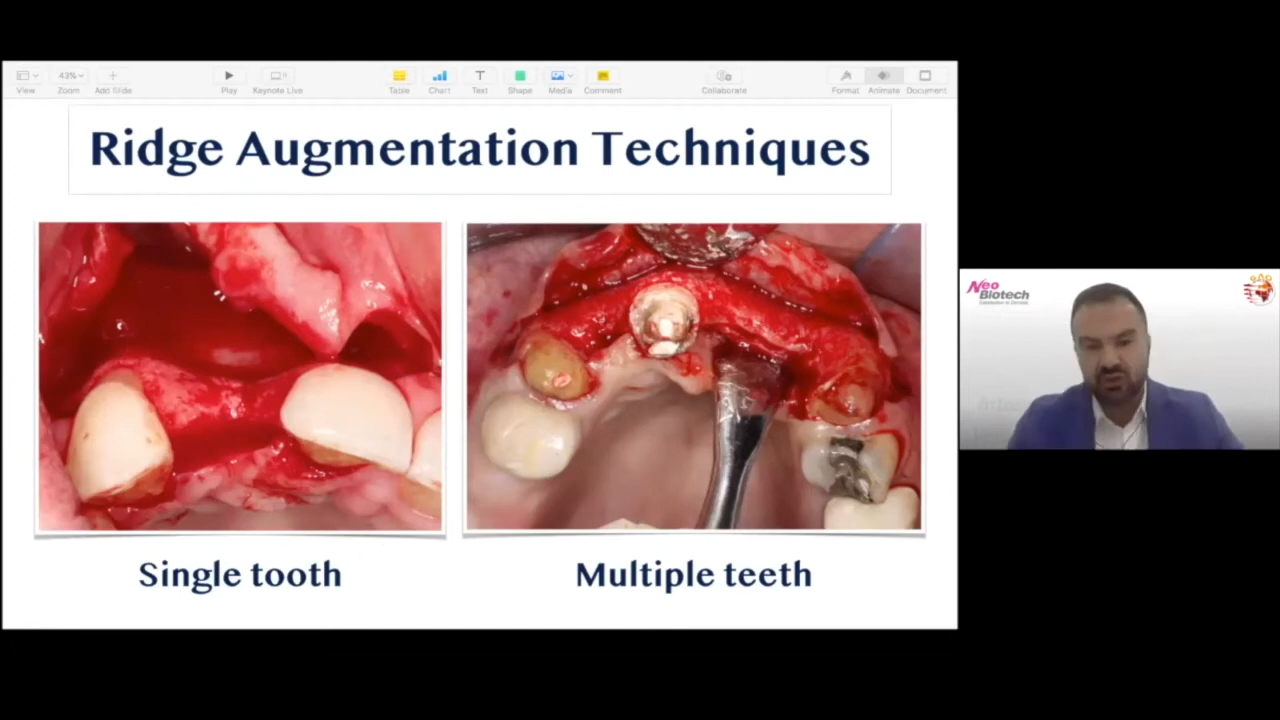 43%
View
Zoom
Add Slide
Play
Keynote Live
Table
Chart
Text
Shape
Media
Comment
Collaborate
Format
Animate
Document
Ridge Augmentation Techniques
Single tooth
Multiple teeth
Neo
Biotech